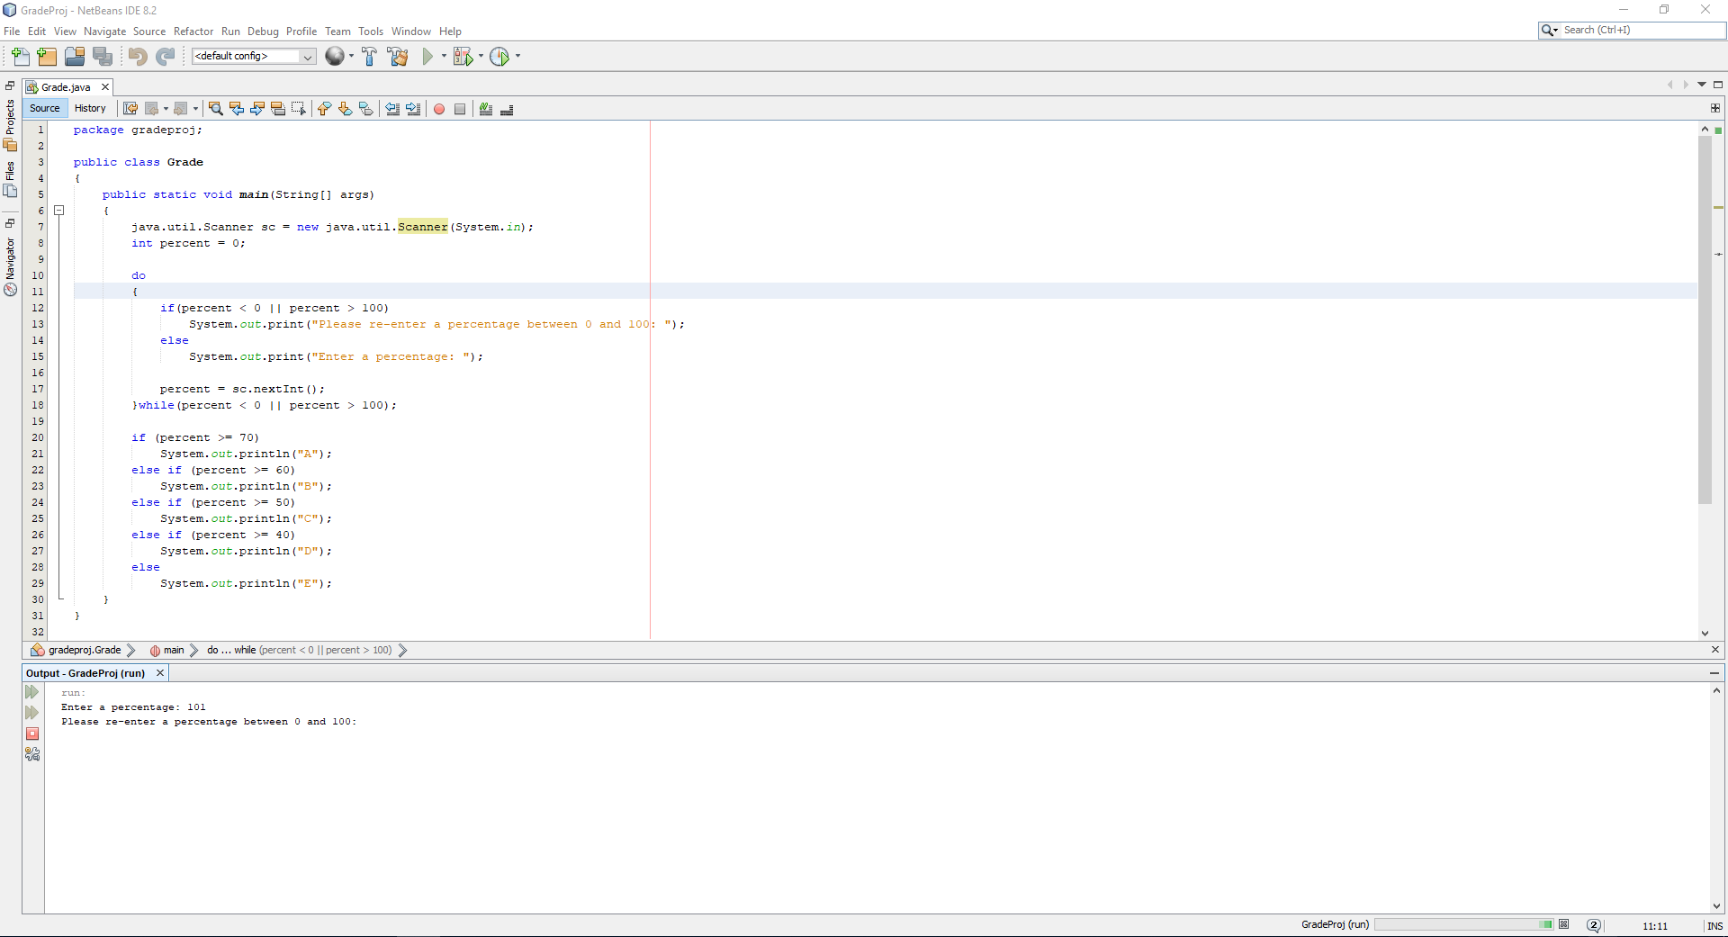 GradeProj - NetBeans IDE 8.2
File Edit View Navigate Source Refactor Run Debug Profile Team Tools Window Help
Search (Ctrl+I)
<default config>
Grade.java
Source History
Projects
Files
Navigator
1 package gradeproj;
2
3 public class Grade
4 {
5 public static void main(String[] args)
6 {
7 java.util.Scanner sc = new java.util.Scanner(System.in);
8 int percent = 0;
9
10 do
11 {
12 if(percent < 0 || percent > 100)
13 System.out.print("Please re-enter a percentage between 0 and 100: ");
14 else
15 System.out.print("Enter a percentage: ");
16
17 percent = sc.nextInt();
18 }while(percent < 0 || percent > 100);
19
20 if (percent >= 70)
21 System.out.println("A");
22 else if (percent >= 60)
23 System.out.println("B");
24 else if (percent >= 50)
25 System.out.println("C");
26 else if (percent >= 40)
27 System.out.println("D");
28 else
29 System.out.println("E");
30 }
31 }
32
gradeproj.Grade main do ... while (percent < 0 || percent > 100)
Output - GradeProj (run)
run:
Enter a percentage: 101
Please re-enter a percentage between 0 and 100:
GradeProj (run) 2 11:11 INS